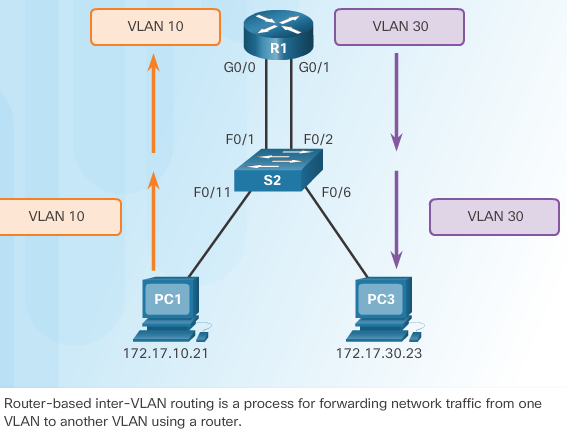 VLAN 10
VLAN 30
R1
G0/0
G0/1
F0/1
F0/2
S2
F0/11
F0/6
VLAN 10
VLAN 30
PC1
PC3
172.17.10.21
172.17.30.23
Router-based inter-VLAN routing is a process for forwarding network traffic from one
VLAN to another VLAN using a router.